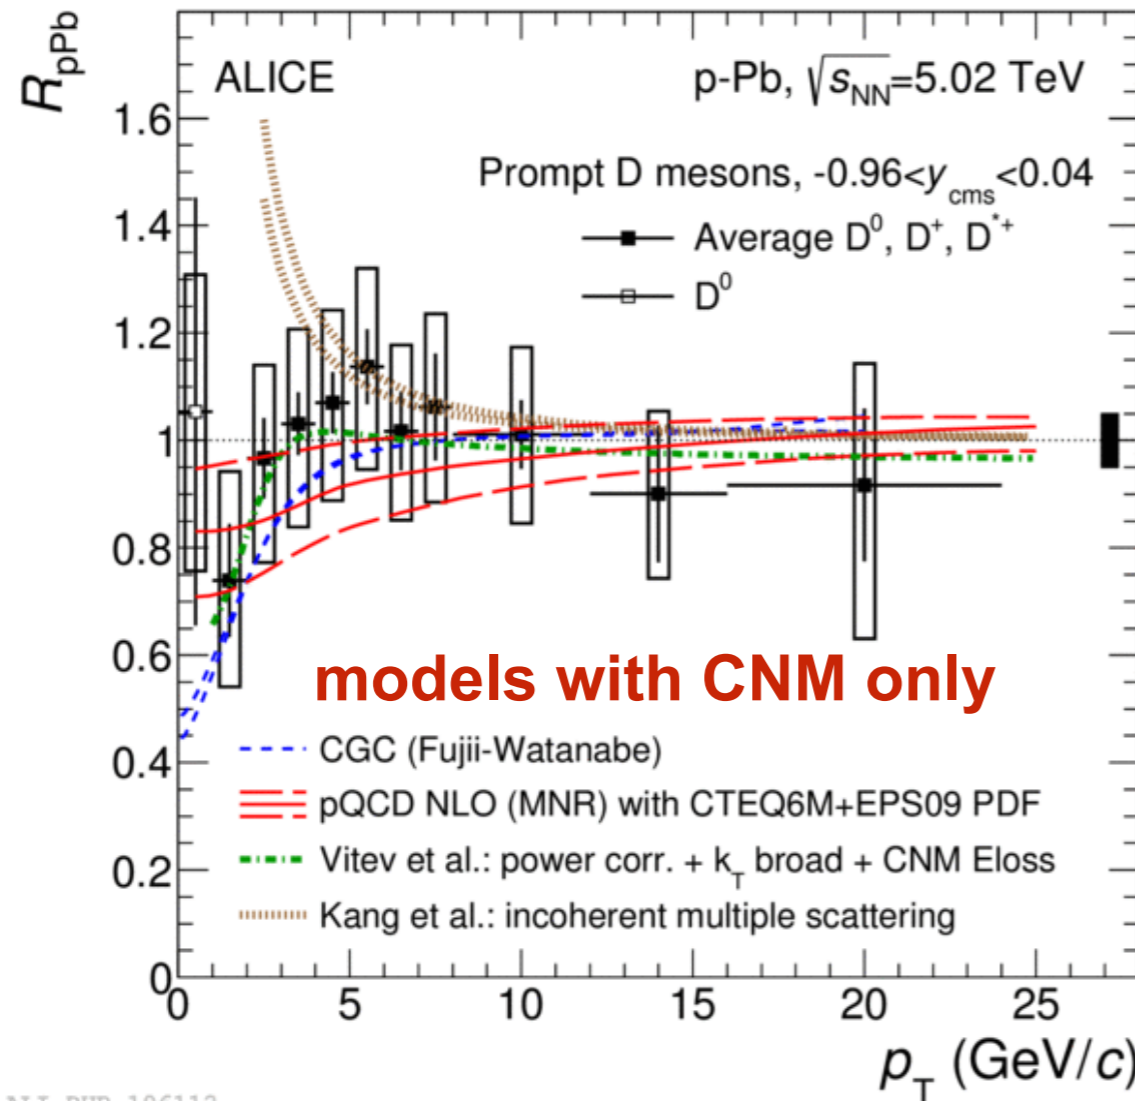 R_pPb
ALICE
p-Pb, √s_NN=5.02 TeV
Prompt D mesons, -0.96<y_cms<0.04
Average D⁰, D⁺, D*⁺
D⁰
1.6
1.4
1.2
1
0.8
0.6
0.4
0.2
0
models with CNM only
CGC (Fujii-Watanabe)
pQCD NLO (MNR) with CTEQ6M+EPS09 PDF
Vitev et al.: power corr. + k_T broad + CNM Eloss
Kang et al.: incoherent multiple scattering
0 5 10 15 20 25
p_T (GeV/c)